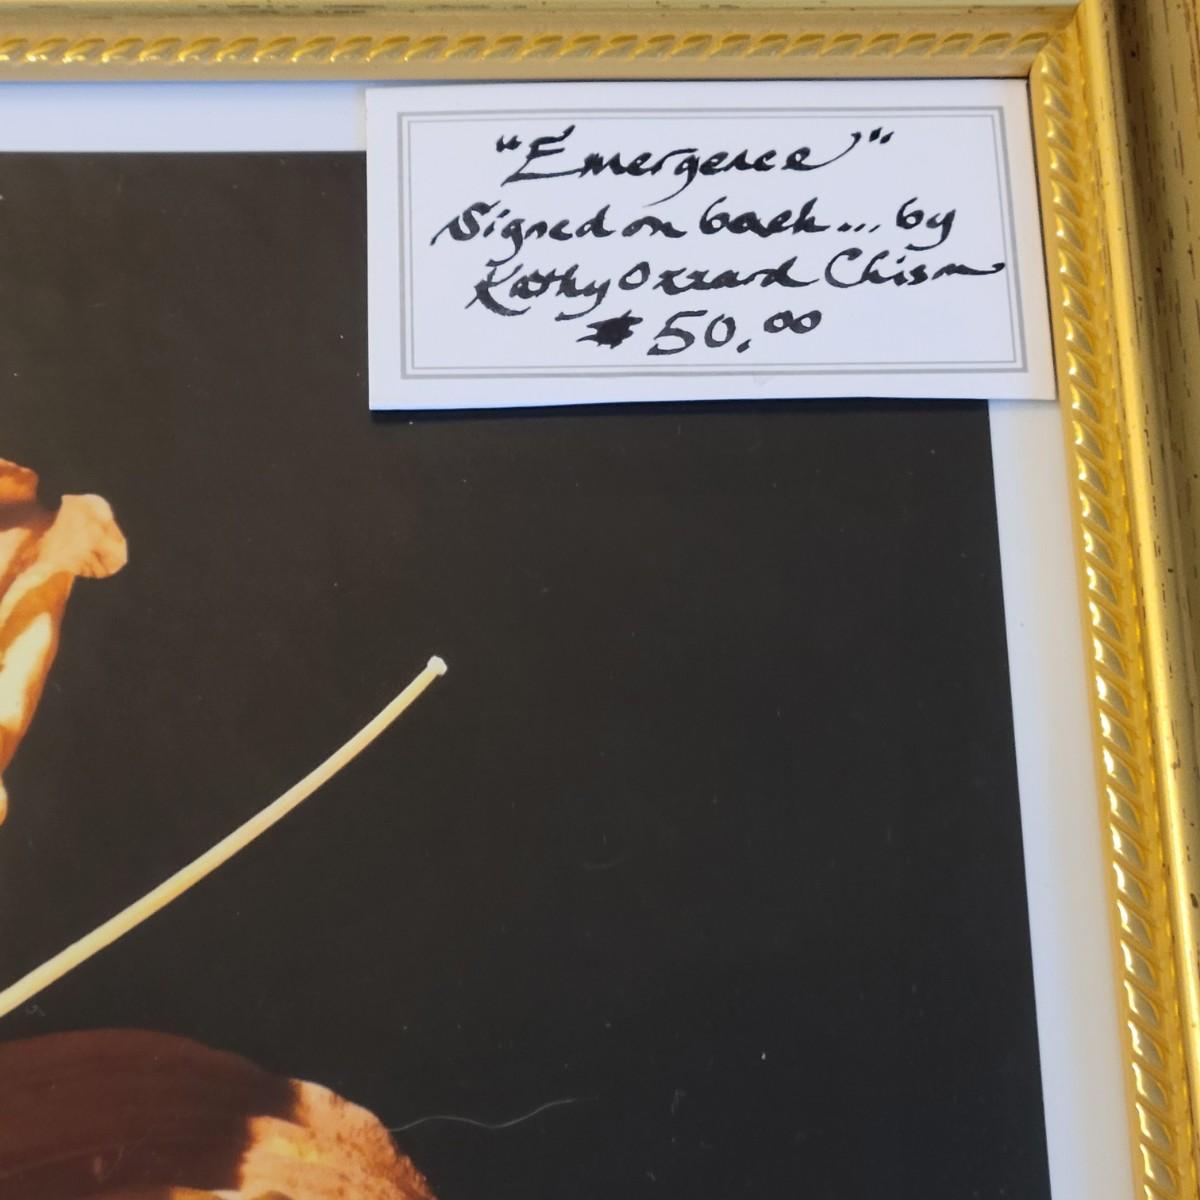 "Emergence"
Signed on back... by
Kathy Ozzard Chism
$50.00